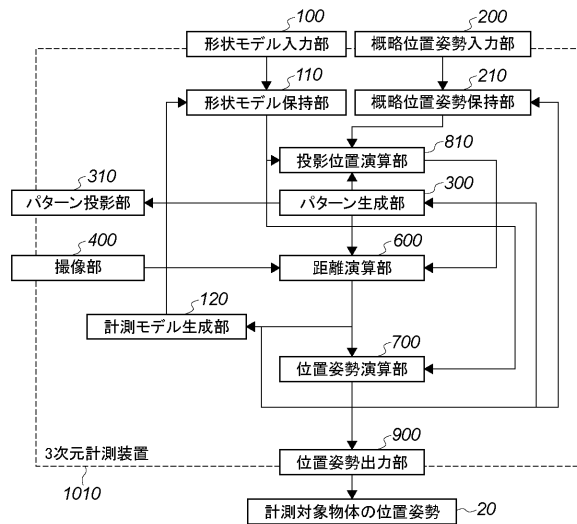 100
200
形状モデル入力部
概略位置姿勢入力部
110
210
形状モデル保持部
概略位置姿勢保持部
810
投影位置演算部
310
300
パターン投影部
パターン生成部
400
600
撮像部
距離演算部
120
計測モデル生成部
700
位置姿勢演算部
900
3次元計測装置
位置姿勢出力部
1010
20
計測対象物体の位置姿勢